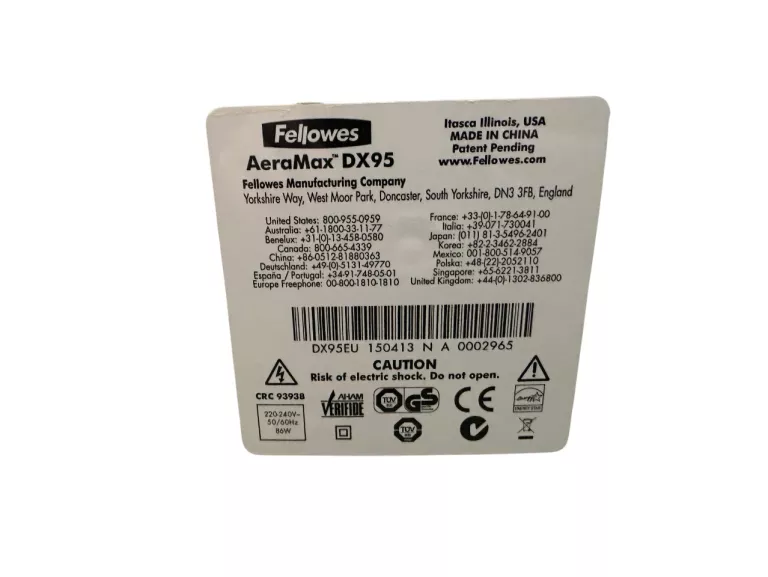 Fellowes
AeraMax™ DX95
Itasca Illinois, USA
MADE IN CHINA
Patent Pending
www.Fellowes.com
Fellowes Manufacturing Company
Yorkshire Way, West Moor Park, Doncaster, South Yorkshire, DN3 3FB, England
United States: 800-955-0959
Australia: +61-1800-33-11-77
Benelux: +31-(0)-13-458-0580
Canada: 800-665-4339
China: +86-0512-81880363
Deutschland: +49-(0)-5131-49770
España / Portugal: +34-91-748-05-01
Europe Freephone: 00-800-1810-1810
France: +33-(0)-1-78-64-91-00
Italia: +39-071-730041
Japan: (011) 81-3-5496-2401
Korea: +82-2-3462-2884
Mexico: 001-800-514-9057
Polska: +48-(22)-2052110
Singapore: +65-6221-3811
United Kingdom: +44-(0)-1302-836800
DX95EU 150413 N A 0002965
CAUTION
Risk of electric shock. Do not open.
CRC 93938
220-240V~
50/60Hz
86W
AHAM
VERIFIDE
TÜV
GS
CE
ENERGY STAR
TÜV